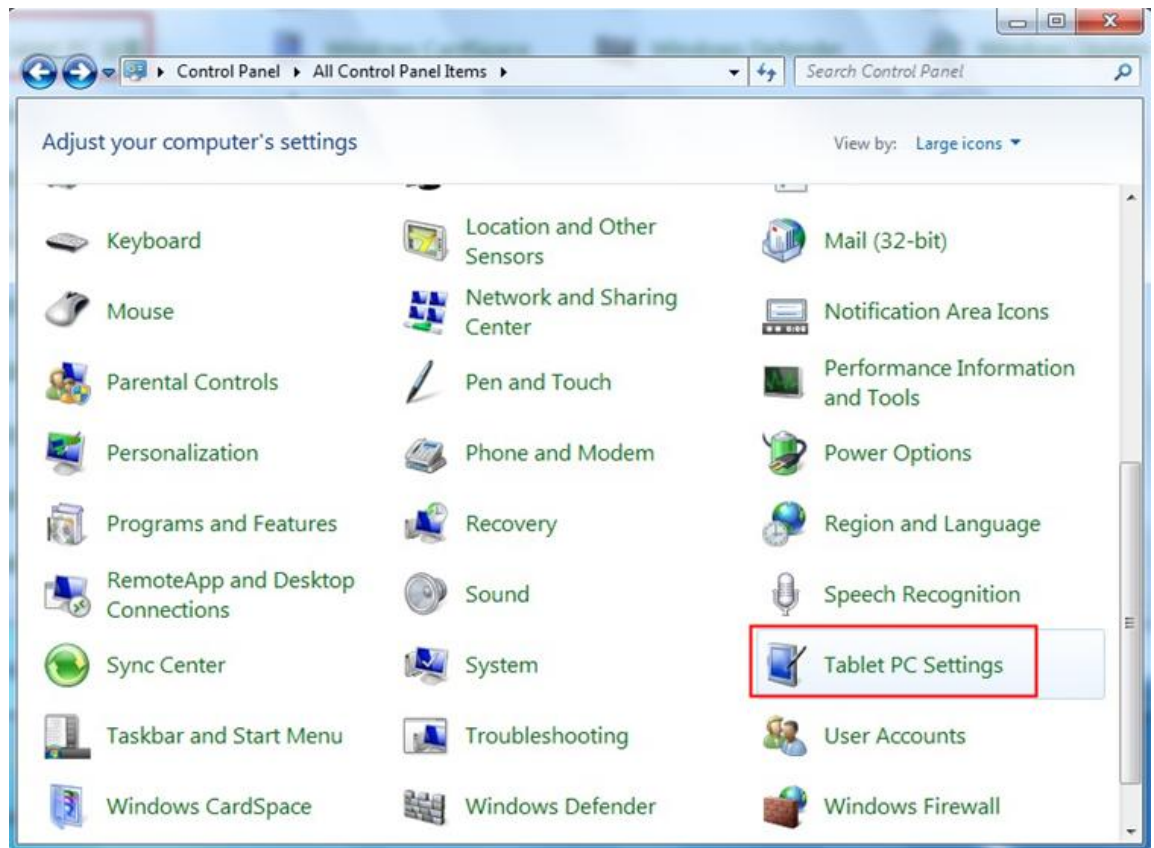 Control Panel ▸ All Control Panel Items ▸
Search Control Panel
Adjust your computer's settings
View by: Large icons
Keyboard
Location and Other
Sensors
Mail (32-bit)
Mouse
Network and Sharing
Center
Notification Area Icons
Parental Controls
Pen and Touch
Performance Information
and Tools
Personalization
Phone and Modem
Power Options
Programs and Features
Recovery
Region and Language
RemoteApp and Desktop
Connections
Sound
Speech Recognition
Sync Center
System
Tablet PC Settings
Taskbar and Start Menu
Troubleshooting
User Accounts
Windows CardSpace
Windows Defender
Windows Firewall